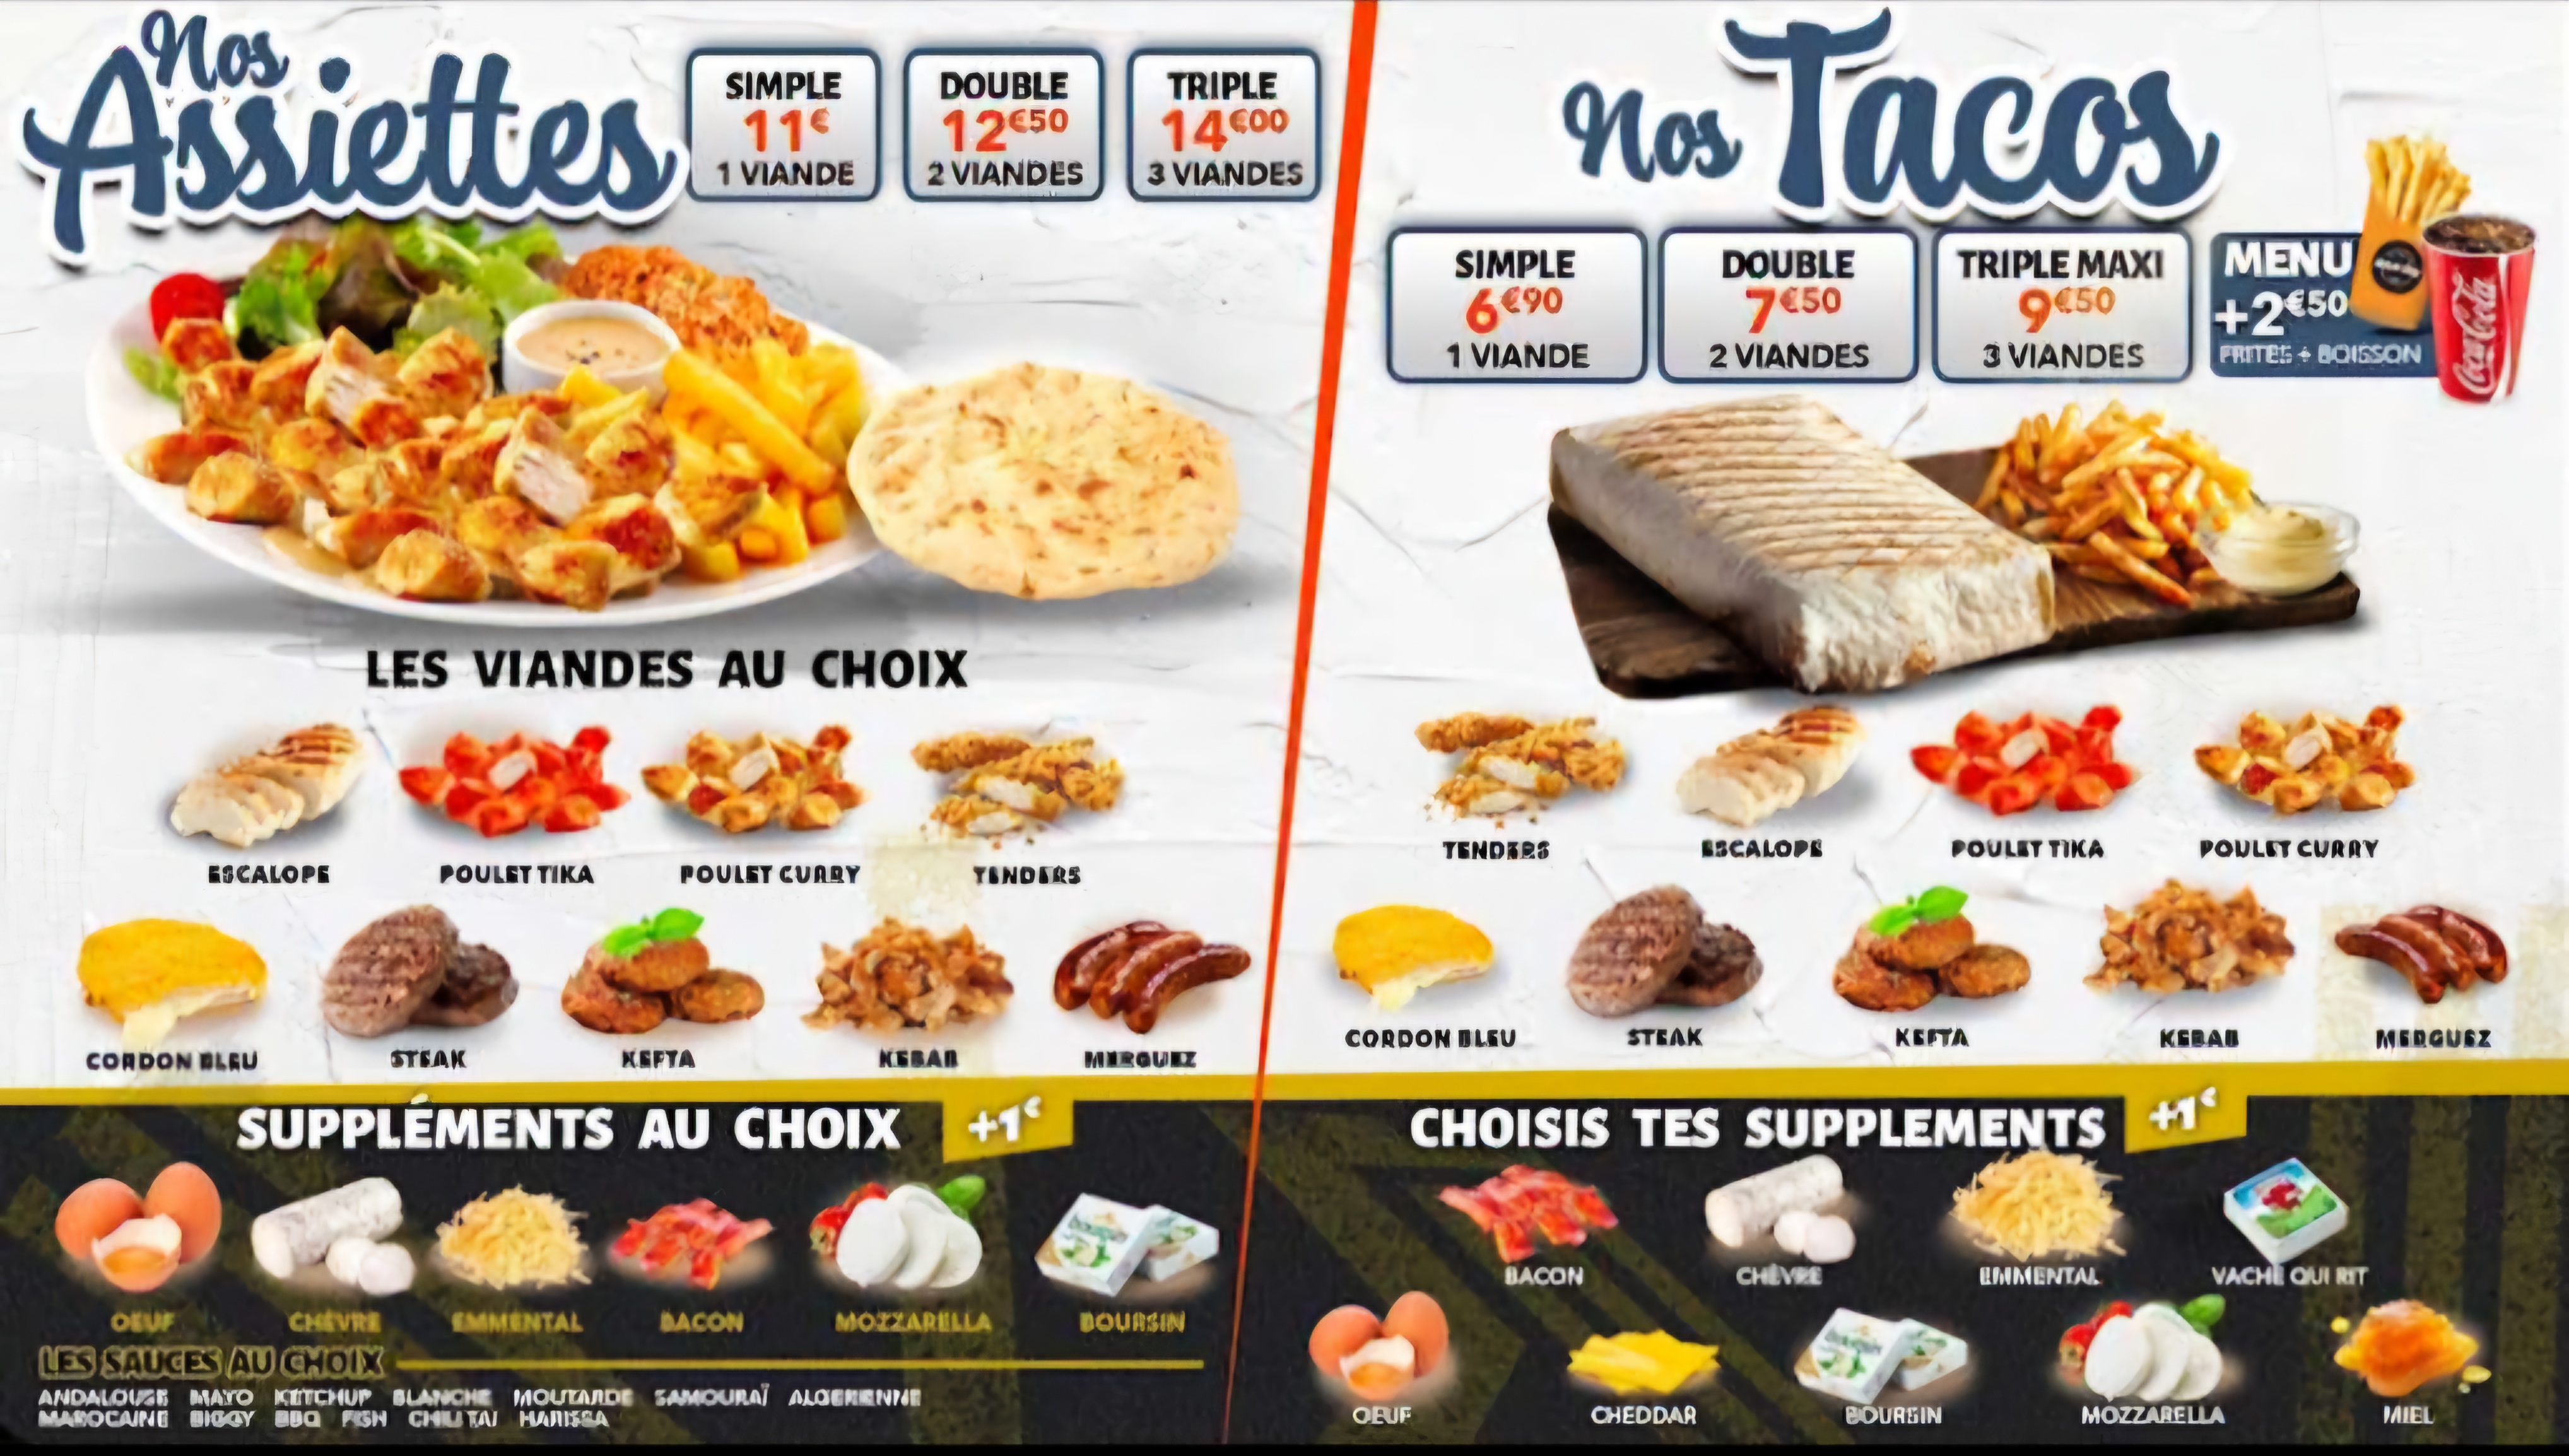 Nos
Assiettes
SIMPLE
11€
1 VIANDE
DOUBLE
12€50
2 VIANDES
TRIPLE
14€00
3 VIANDES
LES VIANDES AU CHOIX
ESCALOPE
POULET TIKA
POULET CURRY
TENDERS
CORDON BLEU
STEAK
KEFTA
KEBAB
MERGUEZ
SUPPLÉMENTS AU CHOIX
+1€
OEUF
CHÈVRE
EMMENTAL
BACON
MOZZARELLA
BOURSIN
LES SAUCES AU CHOIX
ANDALOUSE MAYO KETCHUP BLANCHE MOUTARDE SAMOURAÏ ALGERIENNE
MAROCAINE BIGGY BBQ FISH CHILI TAI HARISSA
Nos Tacos
SIMPLE
6€90
1 VIANDE
DOUBLE
7€50
2 VIANDES
TRIPLE MAXI
9€50
3 VIANDES
MENU
+2€50
FRITES + BOISSON
Coca-Cola
TENDERS
ESCALOPE
POULET TIKA
POULET CURRY
CORDON BLEU
STEAK
KEFTA
KEBAB
MERGUEZ
CHOISIS TES SUPPLEMENTS
+1€
BACON
CHÈVRE
EMMENTAL
VACHE QUI RIT
OEUF
CHEDDAR
BOURSIN
MOZZARELLA
MIEL